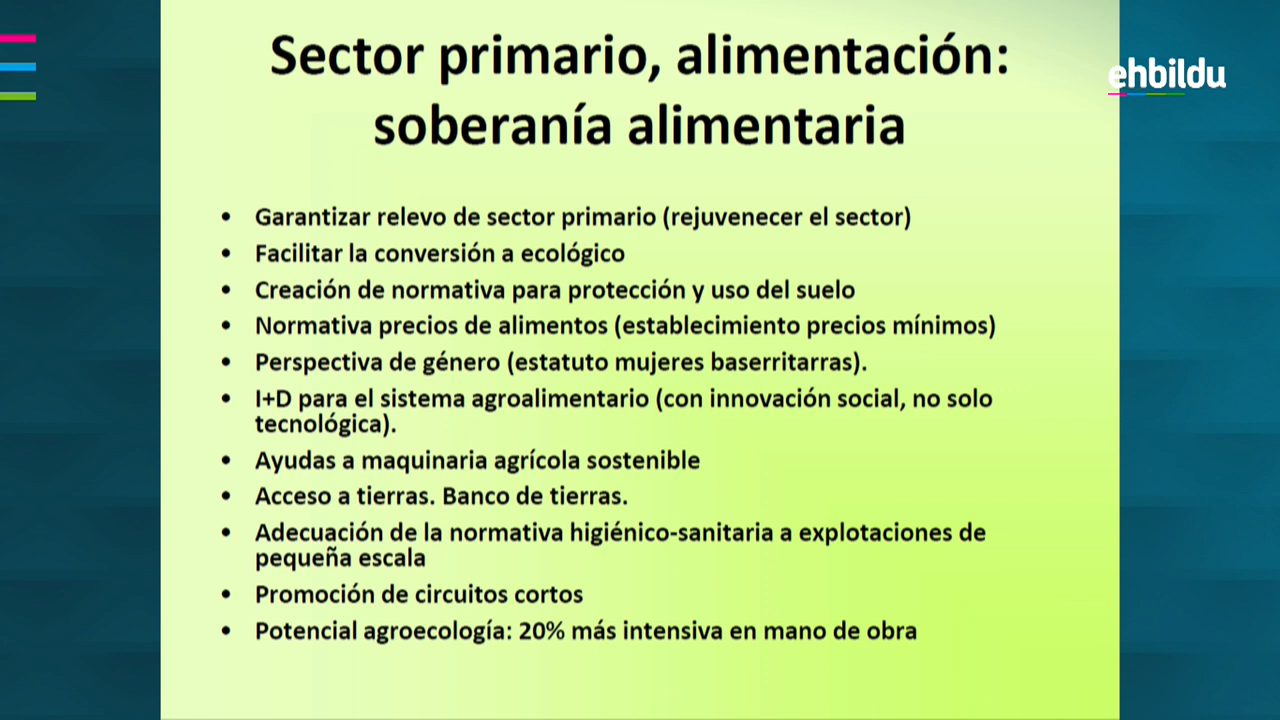 Sector primario, alimentación:
soberanía alimentaria
ehbildu
• Garantizar relevo de sector primario (rejuvenecer el sector)
• Facilitar la conversión a ecológico
• Creación de normativa para protección y uso del suelo
• Normativa precios de alimentos (establecimiento precios mínimos)
• Perspectiva de género (estatuto mujeres baserritarras).
• I+D para el sistema agroalimentario (con innovación social, no solo
tecnológica).
• Ayudas a maquinaria agrícola sostenible
• Acceso a tierras. Banco de tierras.
• Adecuación de la normativa higiénico-sanitaria a explotaciones de
pequeña escala
• Promoción de circuitos cortos
• Potencial agroecología: 20% más intensiva en mano de obra